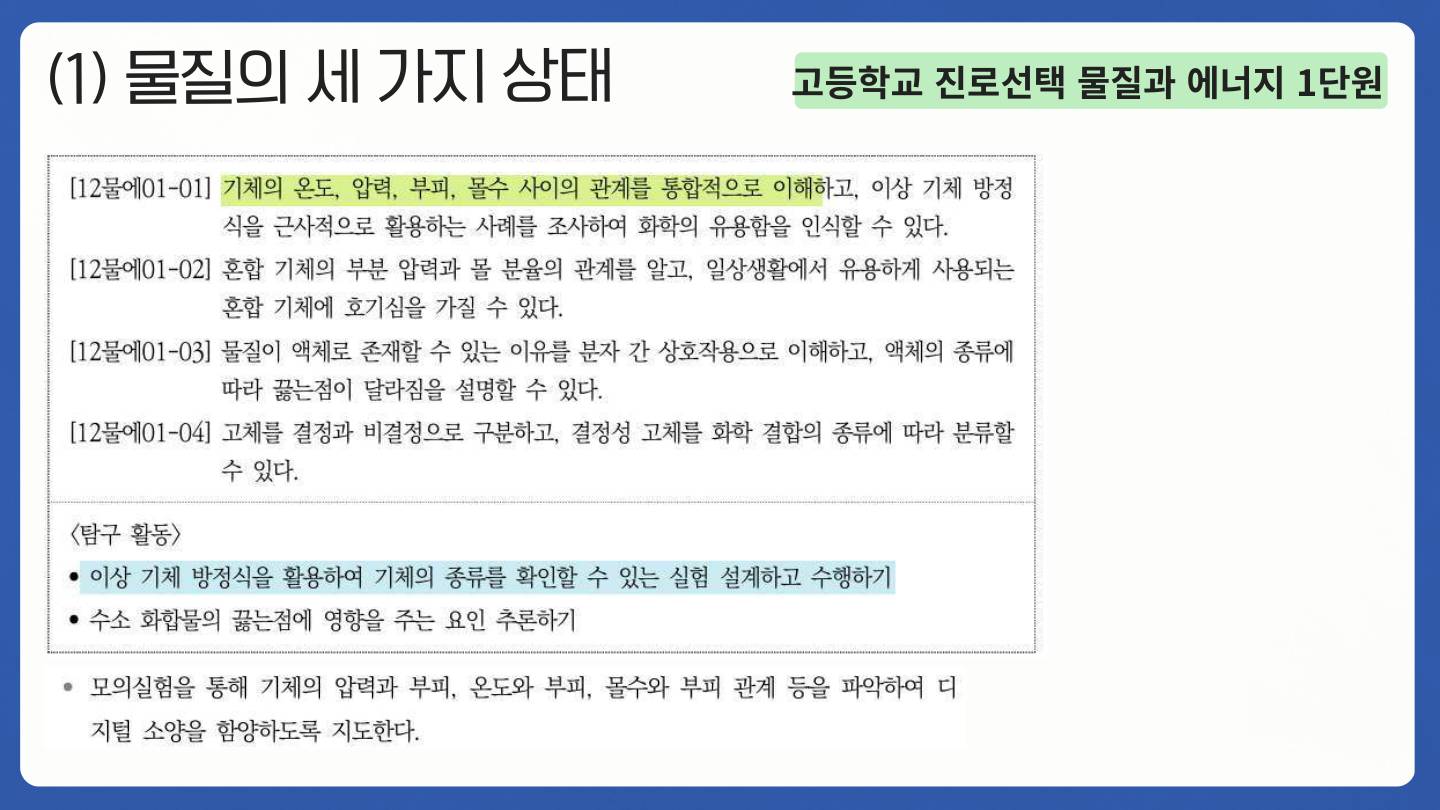 (1) 물질의 세 가지 상태
고등학교 진로선택 물질과 에너지 1단원
[12물에01-01] 기체의 온도, 압력, 부피, 몰수 사이의 관계를 통합적으로 이해하고, 이상 기체 방정
식을 근사적으로 활용하는 사례를 조사하여 화학의 유용함을 인식할 수 있다.
[12물에01-02] 혼합 기체의 부분 압력과 몰 분율의 관계를 알고, 일상생활에서 유용하게 사용되는
혼합 기체에 호기심을 가질 수 있다.
[12물에01-03] 물질이 액체로 존재할 수 있는 이유를 분자 간 상호작용으로 이해하고, 액체의 종류에
따라 끓는점이 달라짐을 설명할 수 있다.
[12물에01-04] 고체를 결정과 비결정으로 구분하고, 결정성 고체를 화학 결합의 종류에 따라 분류할
수 있다.
〈탐구 활동〉
• 이상 기체 방정식을 활용하여 기체의 종류를 확인할 수 있는 실험 설계하고 수행하기
• 수소 화합물의 끓는점에 영향을 주는 요인 추론하기
• 모의실험을 통해 기체의 압력과 부피, 온도와 부피, 몰수와 부피 관계 등을 파악하여 디
지털 소양을 함양하도록 지도한다.